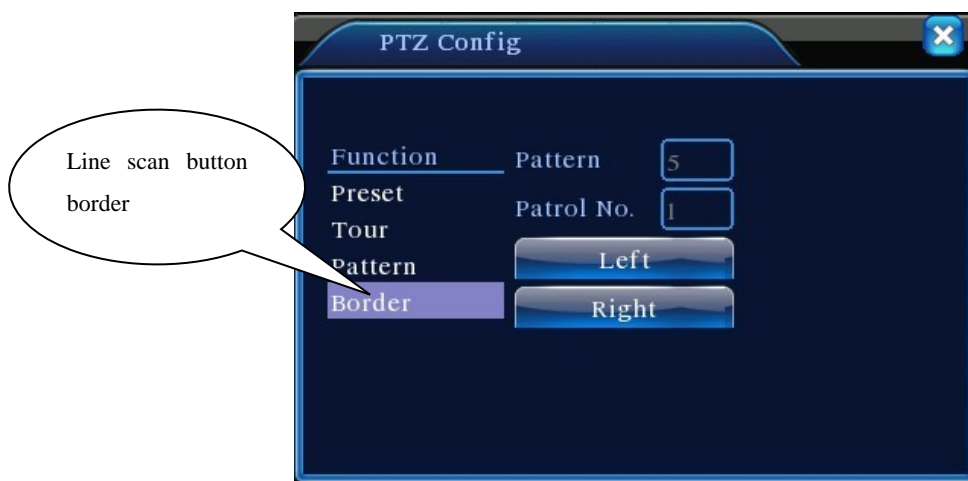 PTZ Config
Line scan button
border
Function
Preset
Tour
Pattern
Border
Pattern 5
Patrol No. 1
Left
Right